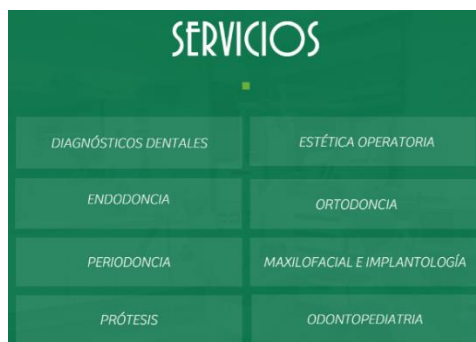 SERVICIOS
DIAGNÓSTICOS DENTALES
ESTÉTICA OPERATORIA
ENDODONCIA
ORTODONCIA
PERIODONCIA
MAXILOFACIAL E IMPLANTOLOGÍA
PRÓTESIS
ODONTOPEDIATRIA